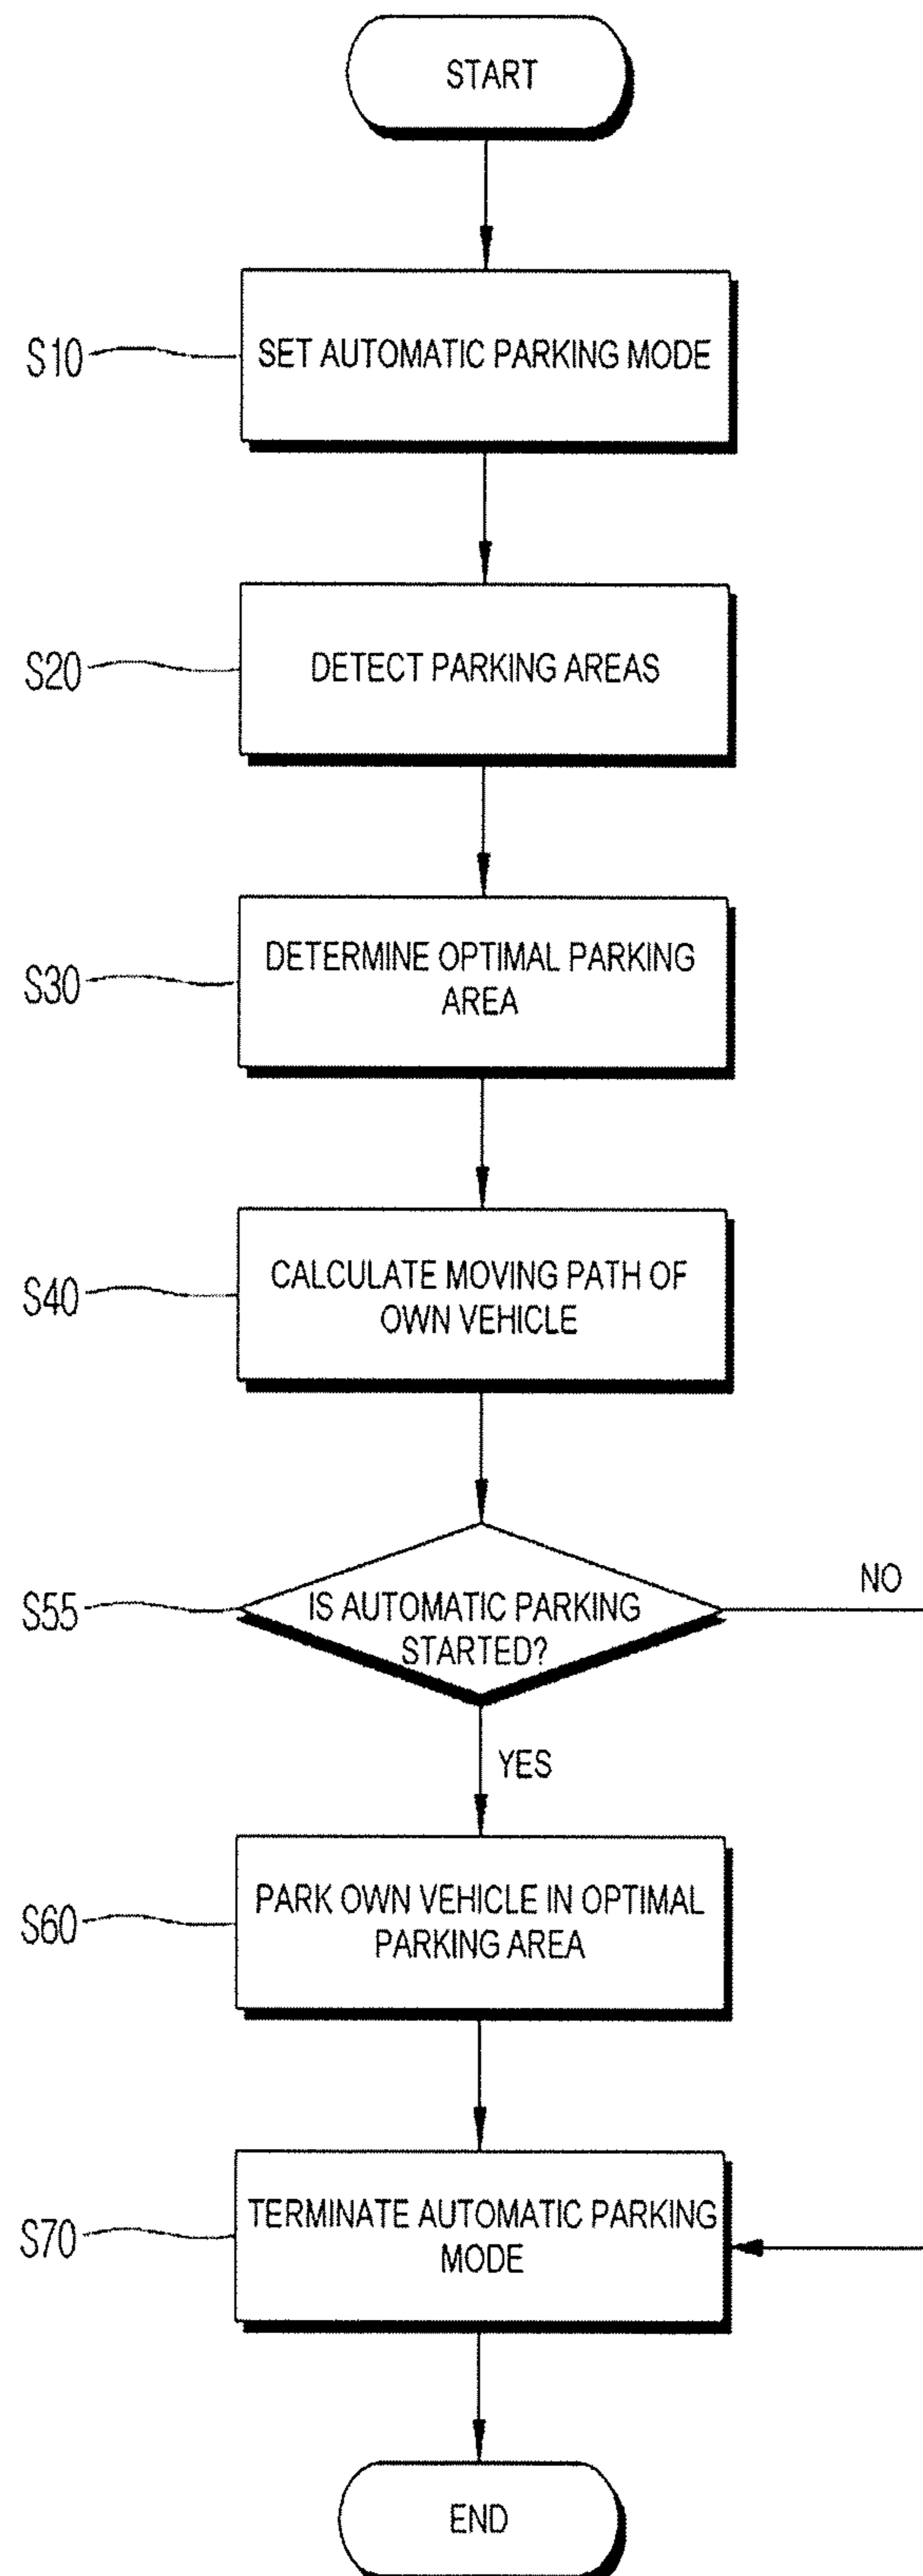 START
S10
SET AUTOMATIC PARKING MODE
S20
DETECT PARKING AREAS
S30
DETERMINE OPTIMAL PARKING
AREA
S40
CALCULATE MOVING PATH OF
OWN VEHICLE
S55
IS AUTOMATIC PARKING
STARTED?
NO
YES
S60
PARK OWN VEHICLE IN OPTIMAL
PARKING AREA
S70
TERMINATE AUTOMATIC PARKING
MODE
END